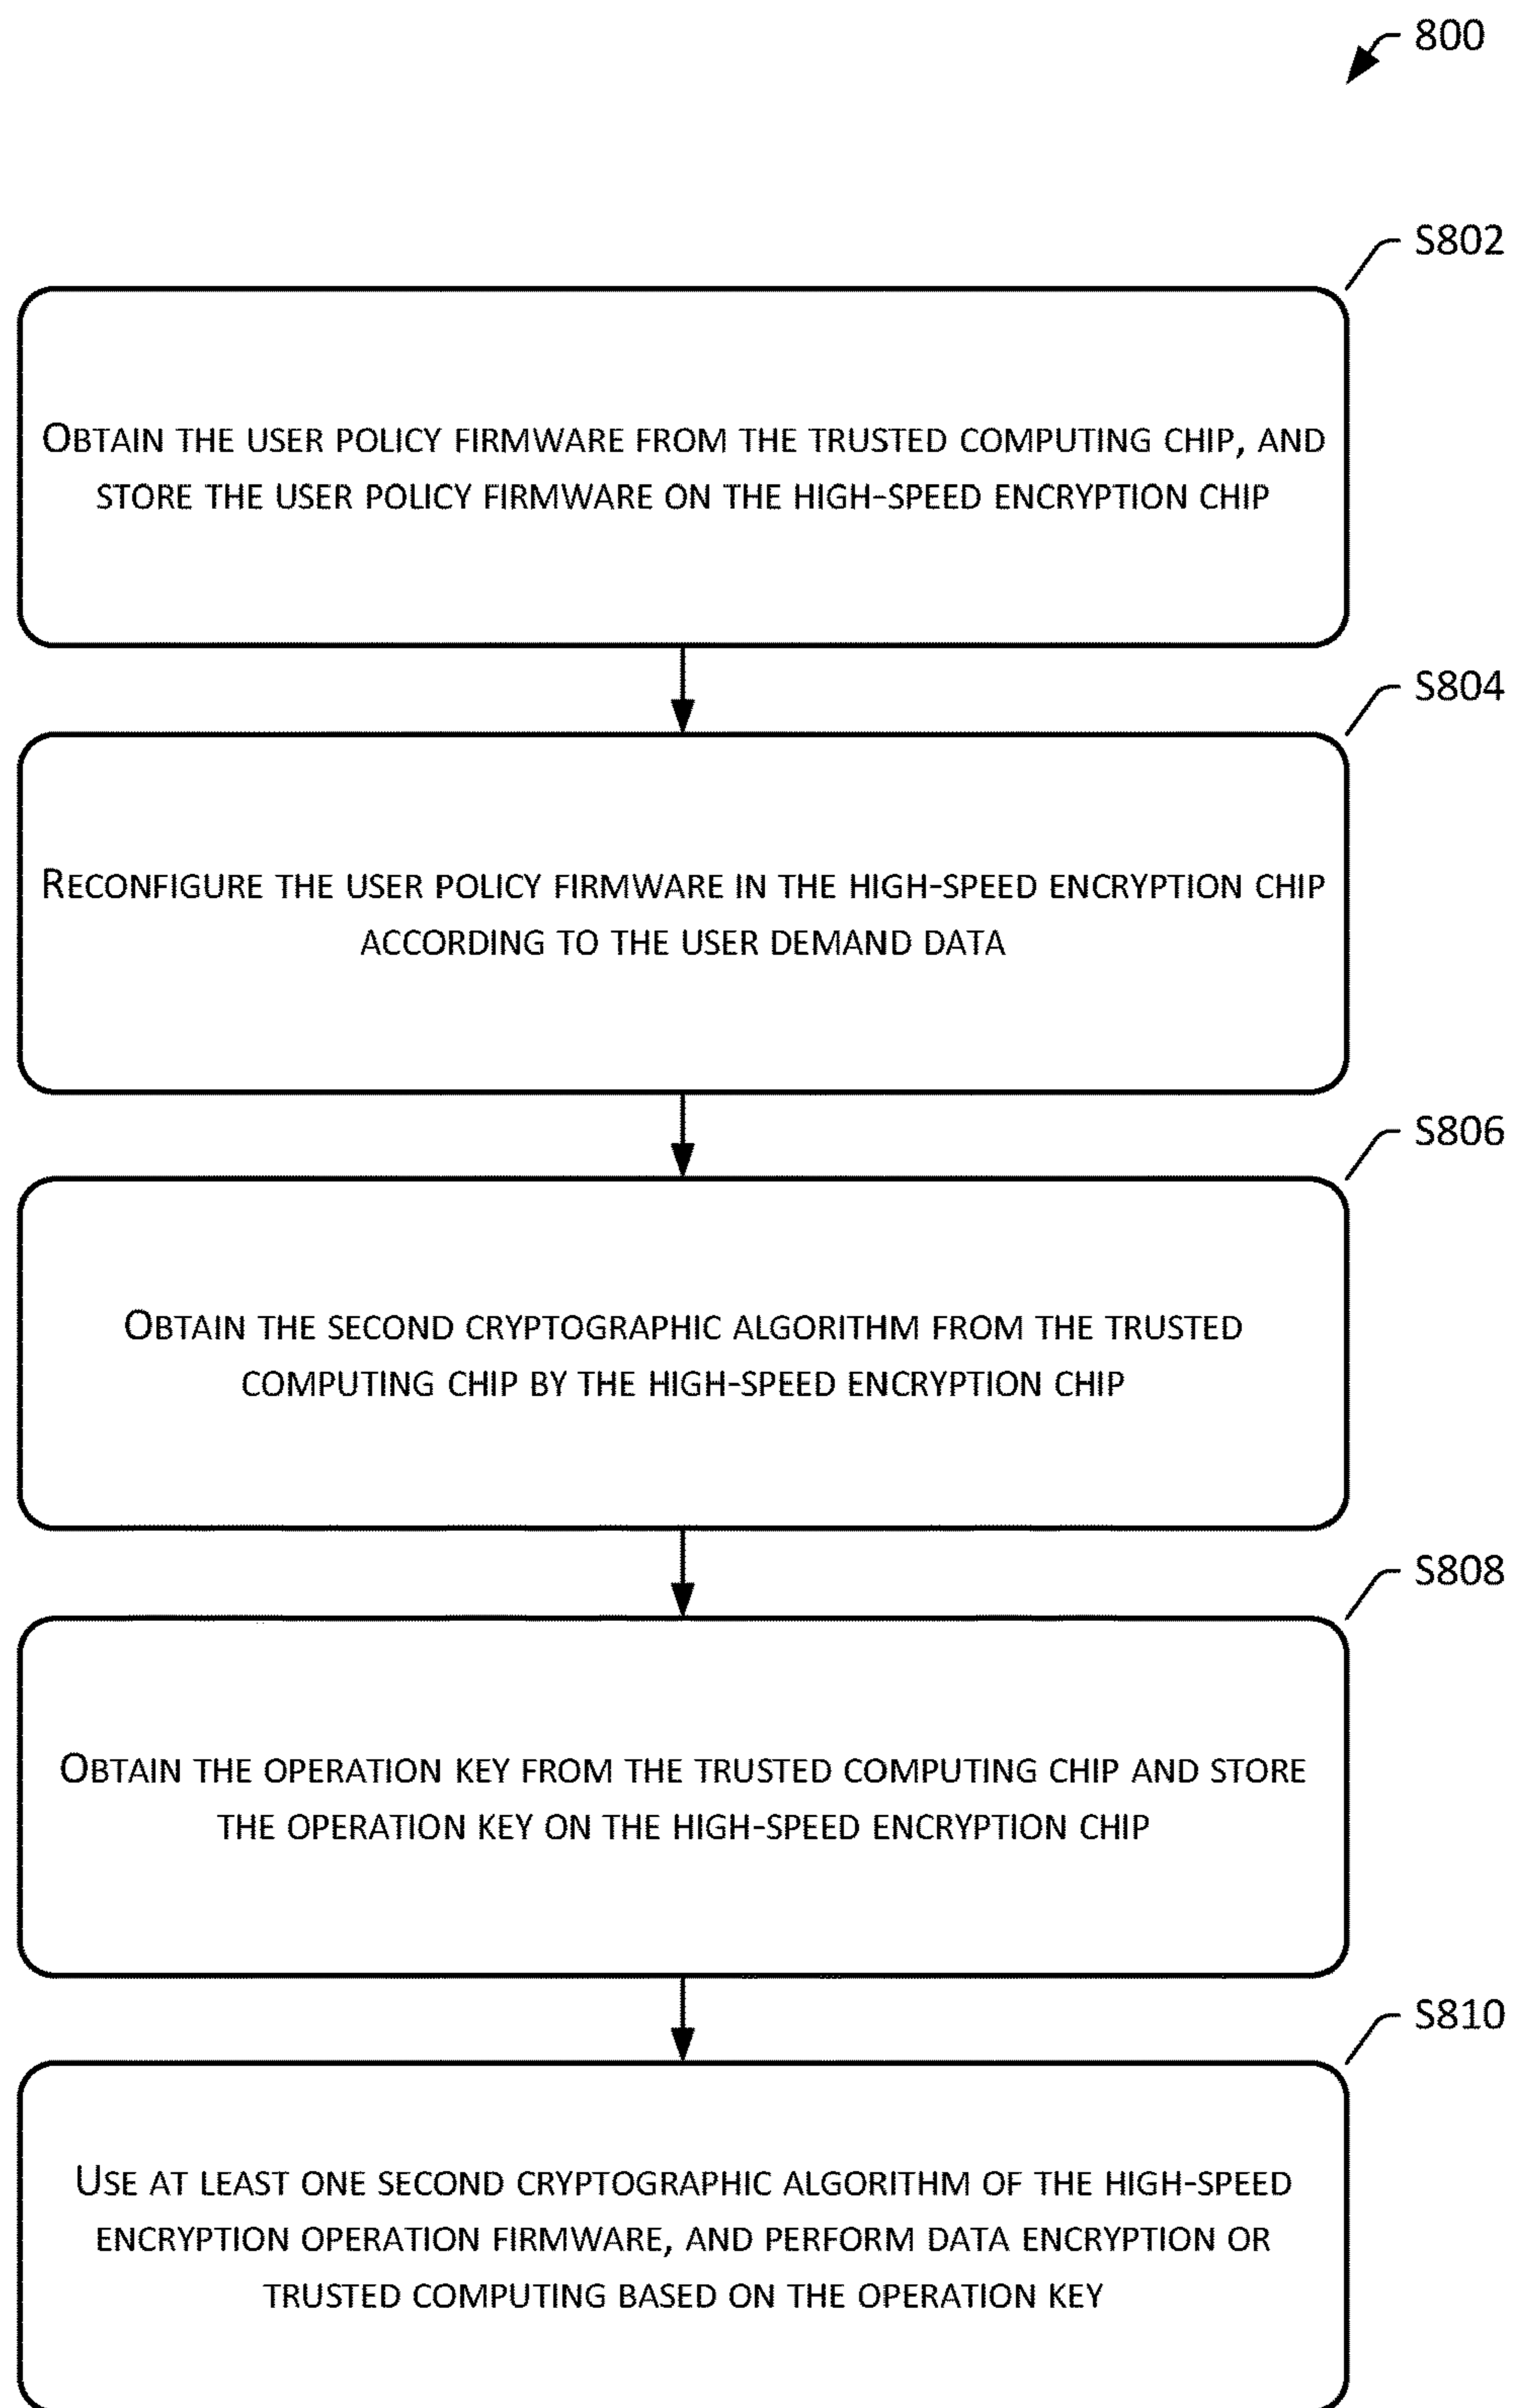 800
S802
OBTAIN THE USER POLICY FIRMWARE FROM THE TRUSTED COMPUTING CHIP, AND
STORE THE USER POLICY FIRMWARE ON THE HIGH-SPEED ENCRYPTION CHIP
S804
RECONFIGURE THE USER POLICY FIRMWARE IN THE HIGH-SPEED ENCRYPTION CHIP
ACCORDING TO THE USER DEMAND DATA
S806
OBTAIN THE SECOND CRYPTOGRAPHIC ALGORITHM FROM THE TRUSTED
COMPUTING CHIP BY THE HIGH-SPEED ENCRYPTION CHIP
S808
OBTAIN THE OPERATION KEY FROM THE TRUSTED COMPUTING CHIP AND STORE
THE OPERATION KEY ON THE HIGH-SPEED ENCRYPTION CHIP
S810
USE AT LEAST ONE SECOND CRYPTOGRAPHIC ALGORITHM OF THE HIGH-SPEED
ENCRYPTION OPERATION FIRMWARE, AND PERFORM DATA ENCRYPTION OR
TRUSTED COMPUTING BASED ON THE OPERATION KEY